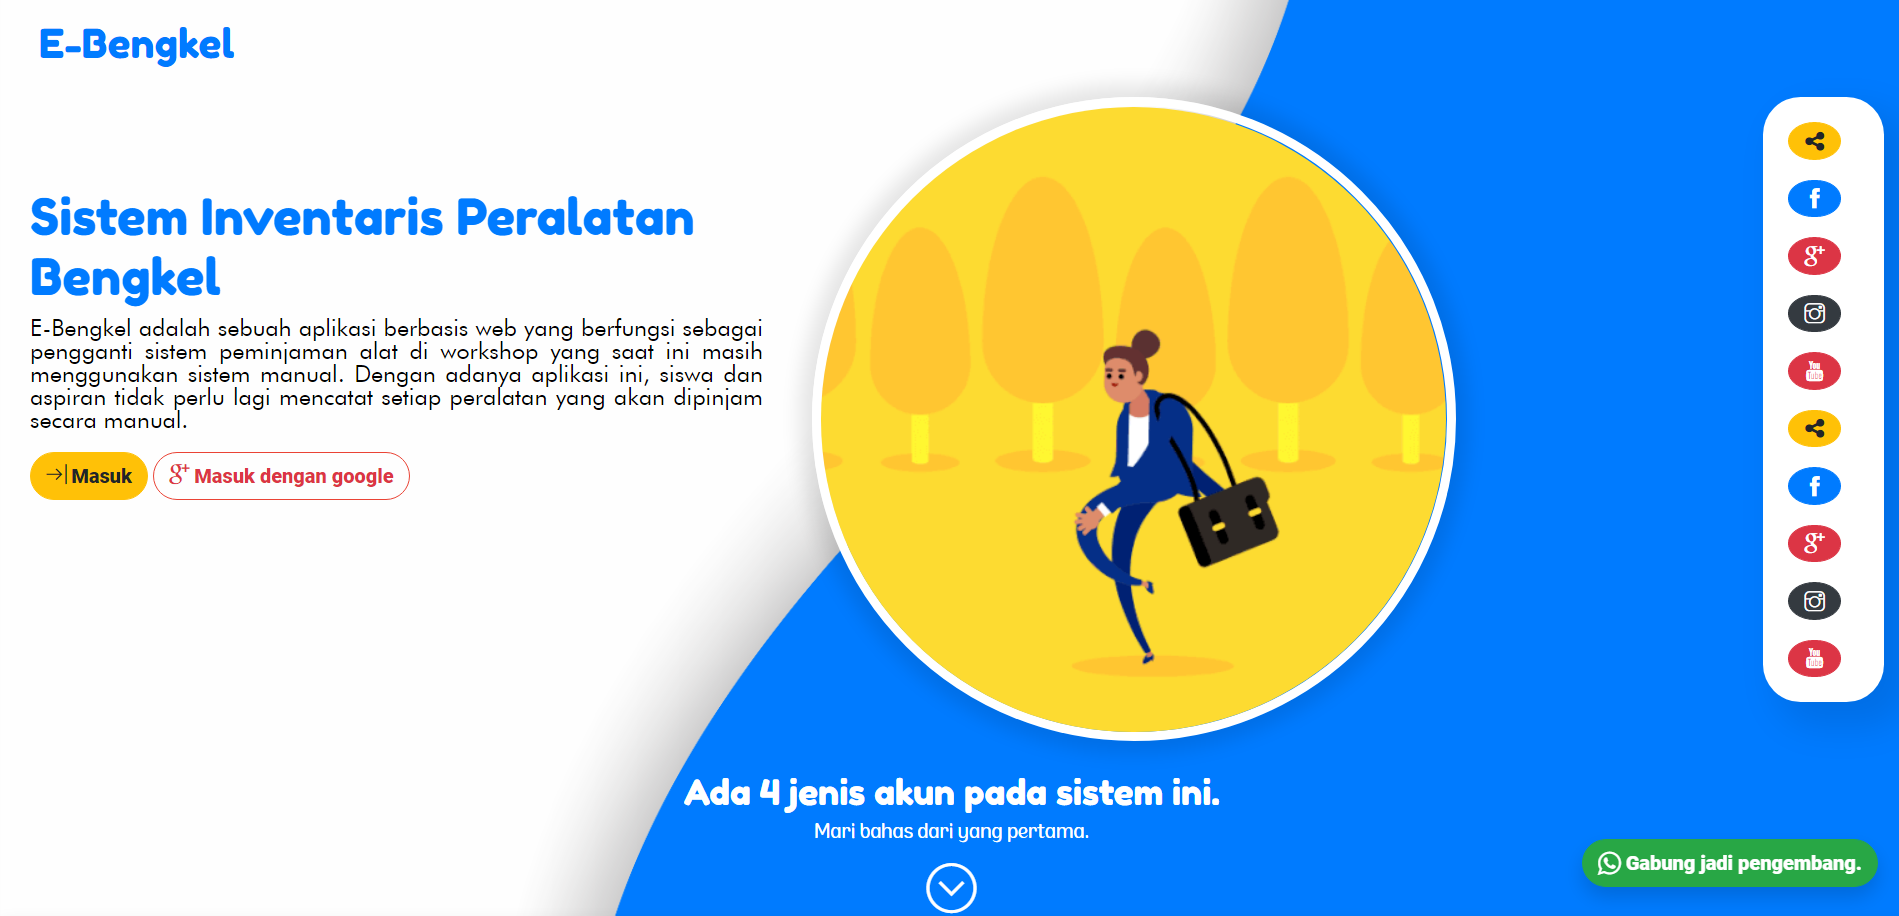 E-Bengkel
Sistem Inventaris Peralatan
Bengkel
E-Bengkel adalah sebuah aplikasi berbasis web yang berfungsi sebagai
pengganti sistem peminjaman alat di workshop yang saat ini masih
menggunakan sistem manual. Dengan adanya aplikasi ini, siswa dan
aspiran tidak perlu lagi mencatat setiap peralatan yang akan dipinjam
secara manual.
Masuk
g+ Masuk dengan google
Ada 4 jenis akun pada sistem ini.
Mari bahas dari yang pertama.
f
g+
You
Tube
f
g+
You
Tube
Gabung jadi pengembang.